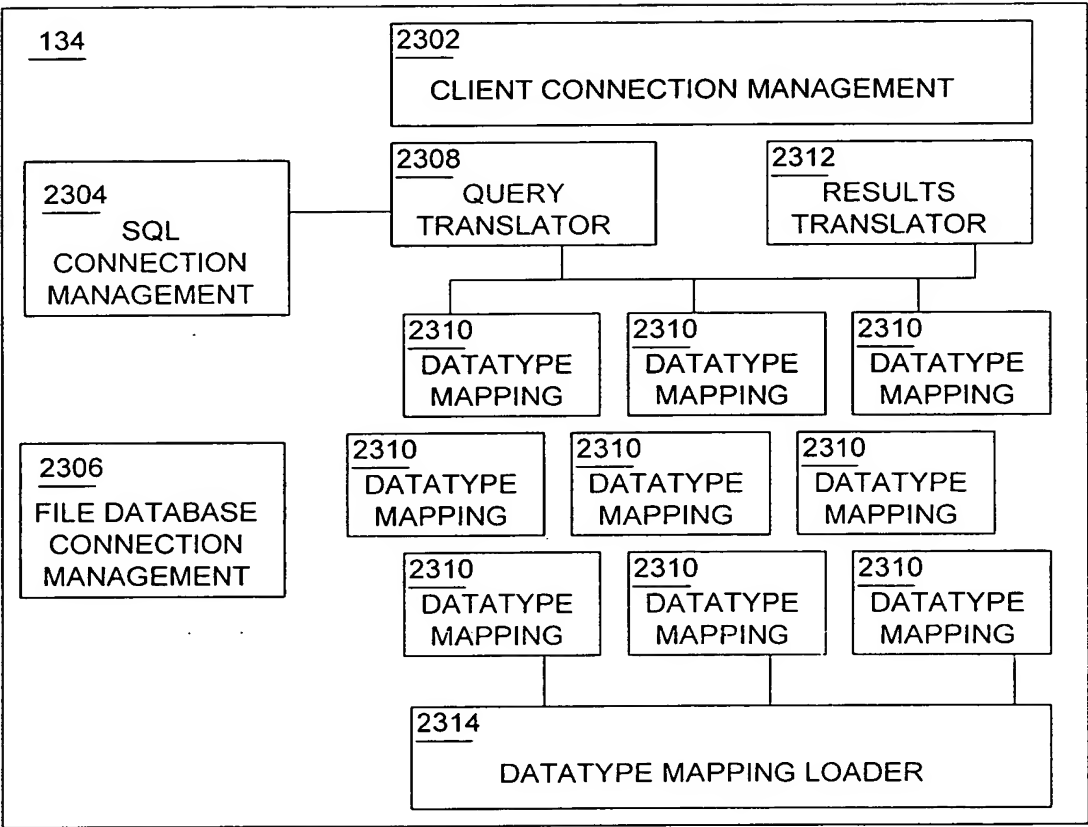 134
2302
CLIENT CONNECTION MANAGEMENT
2304
SQL
CONNECTION
MANAGEMENT
2308
QUERY
TRANSLATOR
2312
RESULTS
TRANSLATOR
2310
DATATYPE
MAPPING
2310
DATATYPE
MAPPING
2310
DATATYPE
MAPPING
2306
FILE DATABASE
CONNECTION
MANAGEMENT
2310
DATATYPE
MAPPING
2310
DATATYPE
MAPPING
2310
DATATYPE
MAPPING
2310
DATATYPE
MAPPING
2310
DATATYPE
MAPPING
2310
DATATYPE
MAPPING
2314
DATATYPE MAPPING LOADER